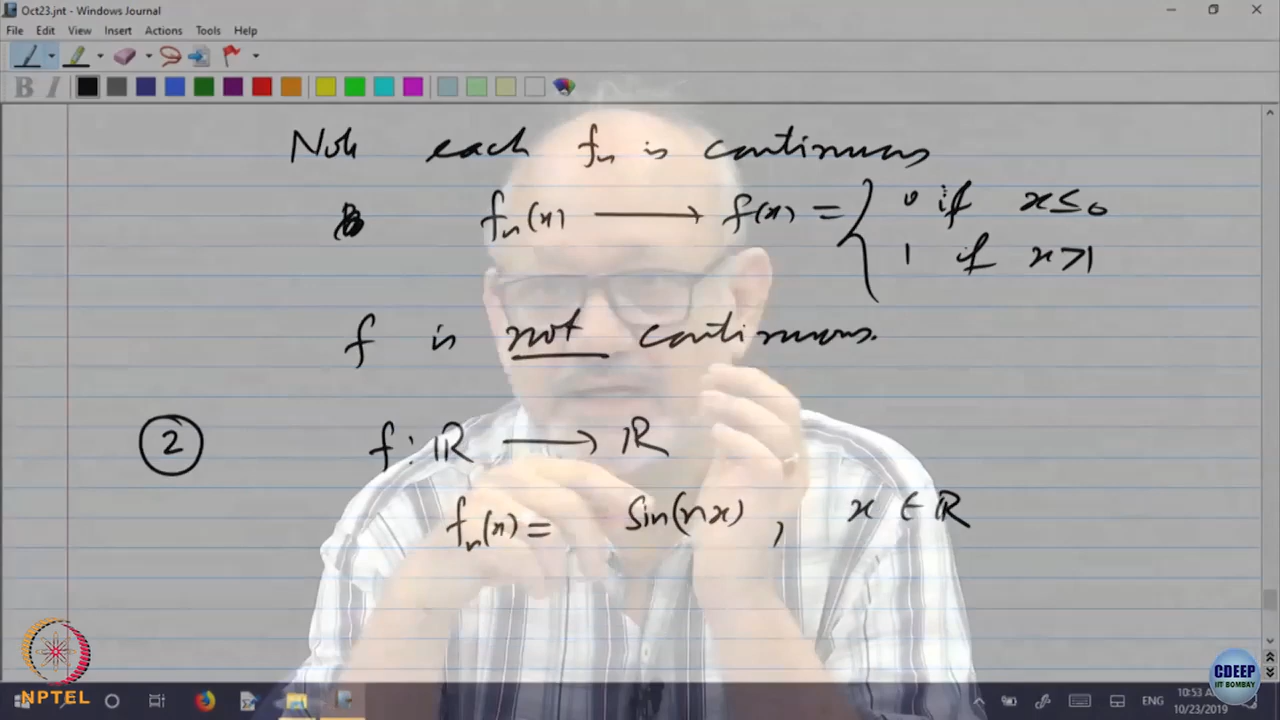 Oct23.jnt - Windows Journal
File Edit View Insert Actions Tools Help
B I
Note each fₙ is continuous
fₙ(x) ⟶ f(x) = { 0 if x ≤ 0
1 if x > 1
f is not continuous.
② f : ℝ ⟶ ℝ
fₙ(x) = Sin(nx) , x ∈ ℝ
NPTEL
CDEEP
IIT BOMBAY
ENG
10:53 A
10/23/2019